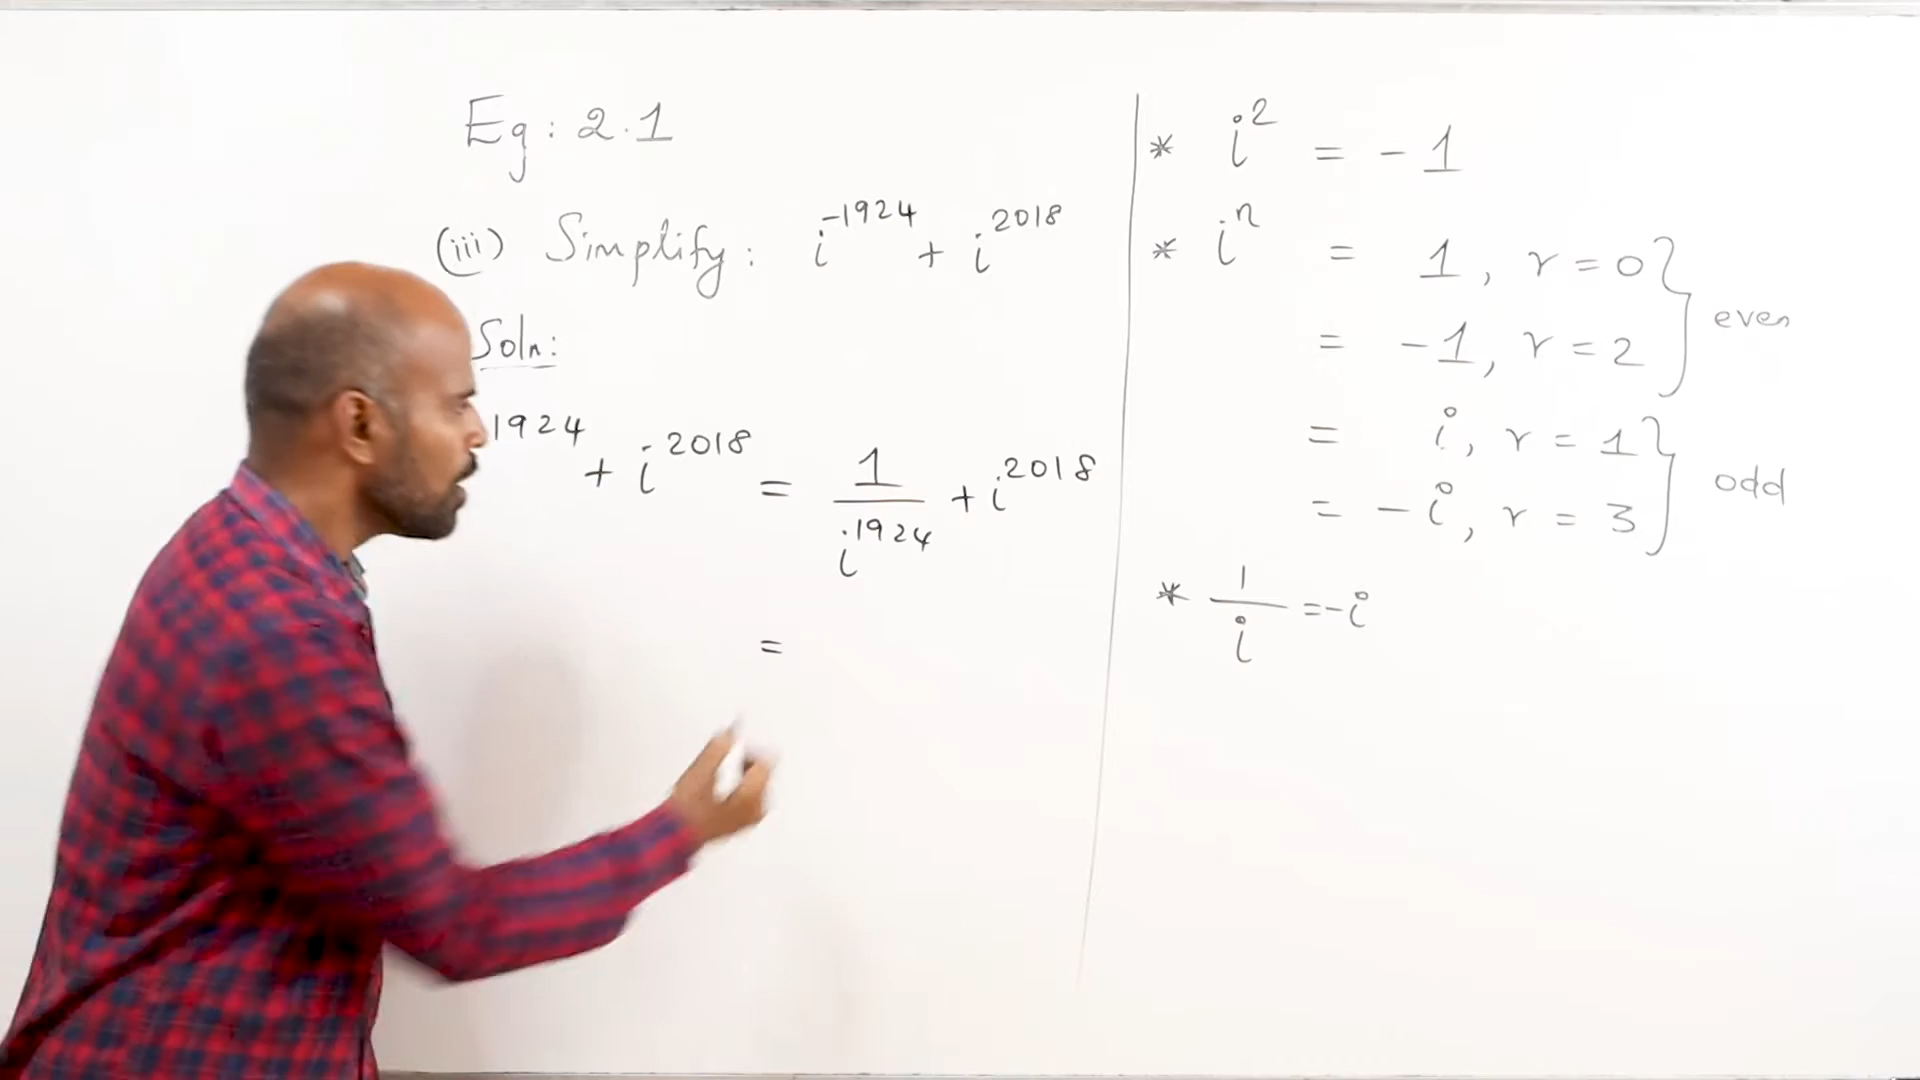 Eg: 2.1
(iii) Simplify: i^-1924 + i^2018
Soln:
1924 + i^2018 = 1/i^1924 + i^2018
=
* i^2 = -1
* i^n = 1, r = 0
= -1, r = 2
even
= i, r = 1
= -i, r = 3
odd
* 1/i = -i